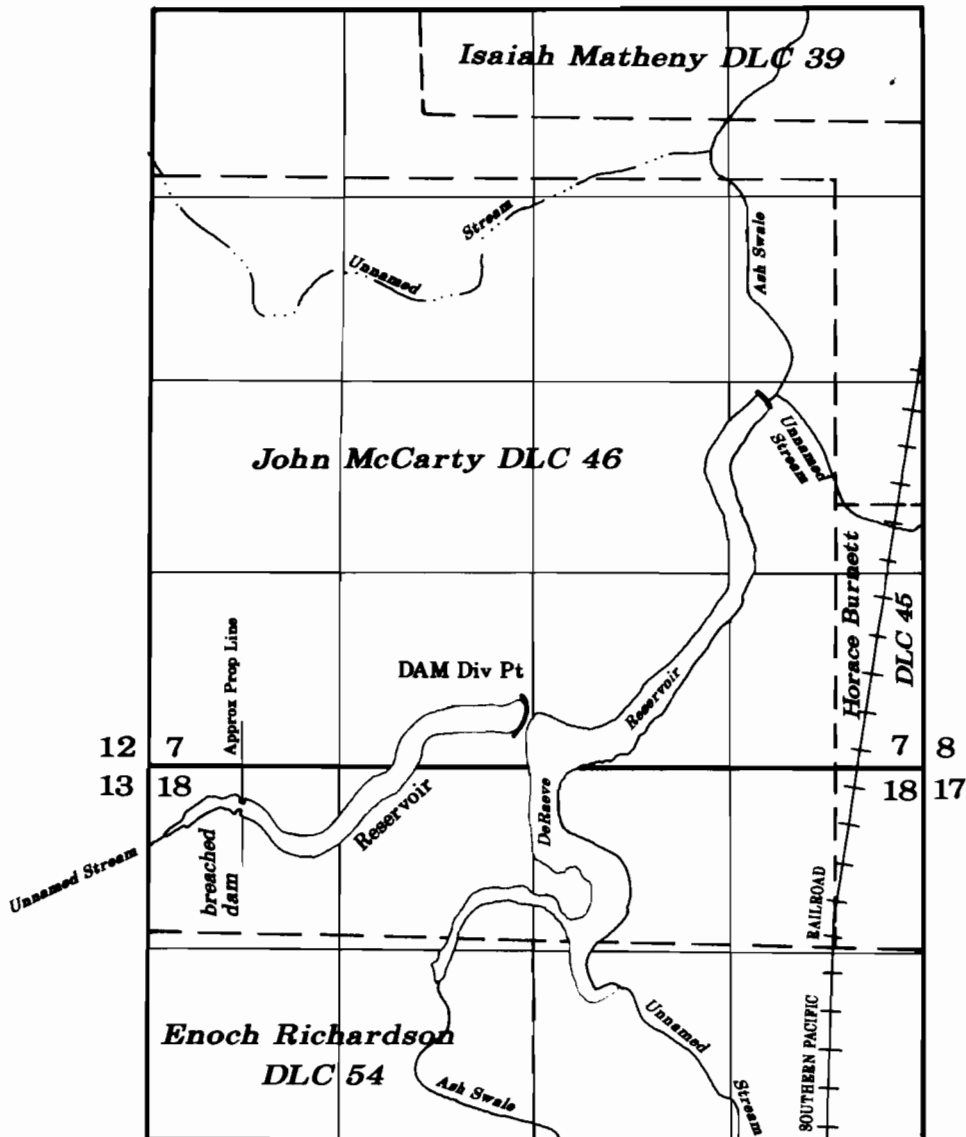 Isaiah Matheny DLC 39
Stream
Unnamed
Ash Swale
John McCarty DLC 46
Unnamed
Stream
Horace Burnett
DLC 45
Approx Prop Line
DAM Div Pt
Reservoir
12 7
7 8
13 18
18 17
Reservoir
DeRaeve
Unnamed Stream
breached
dam
RAILROAD
SOUTHERN PACIFIC
Enoch Richardson
DLC 54
Unnamed
Stream
Ash Swale